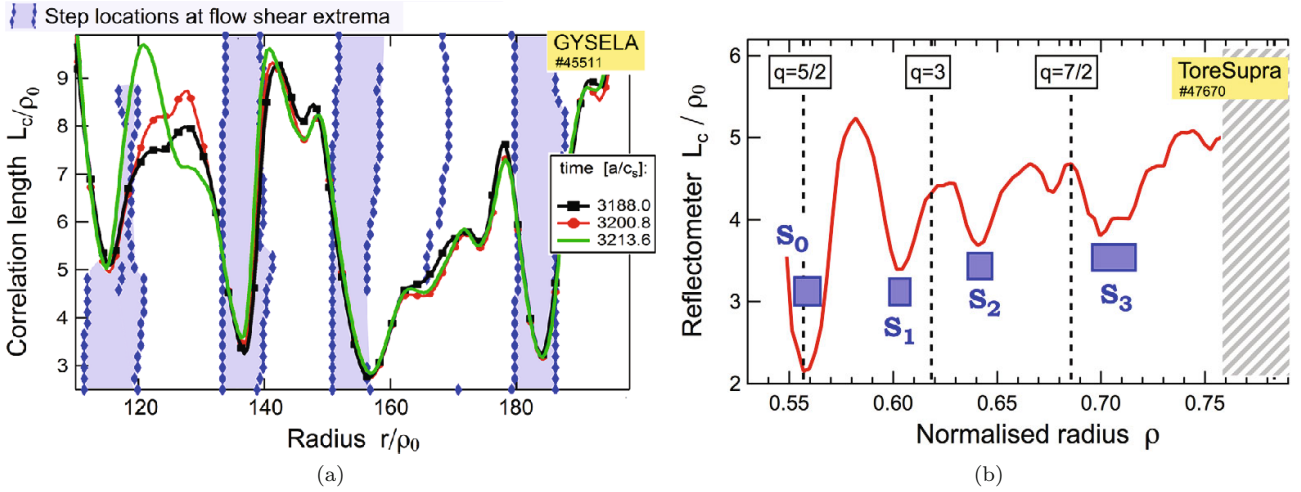 Step locations at flow shear extrema
GYSELA
#45511
Correlation length L_c/ρ_0
9
8
7
6
5
4
3
time [a/c_s]:
3188.0
3200.8
3213.6
120
140
160
180
Radius r/ρ_0
(a)
Reflectometer L_c / ρ_0
6
5
4
3
2
q=5/2
q=3
q=7/2
ToreSupra
#47670
S_0
S_1
S_2
S_3
0.55
0.60
0.65
0.70
0.75
Normalised radius ρ
(b)